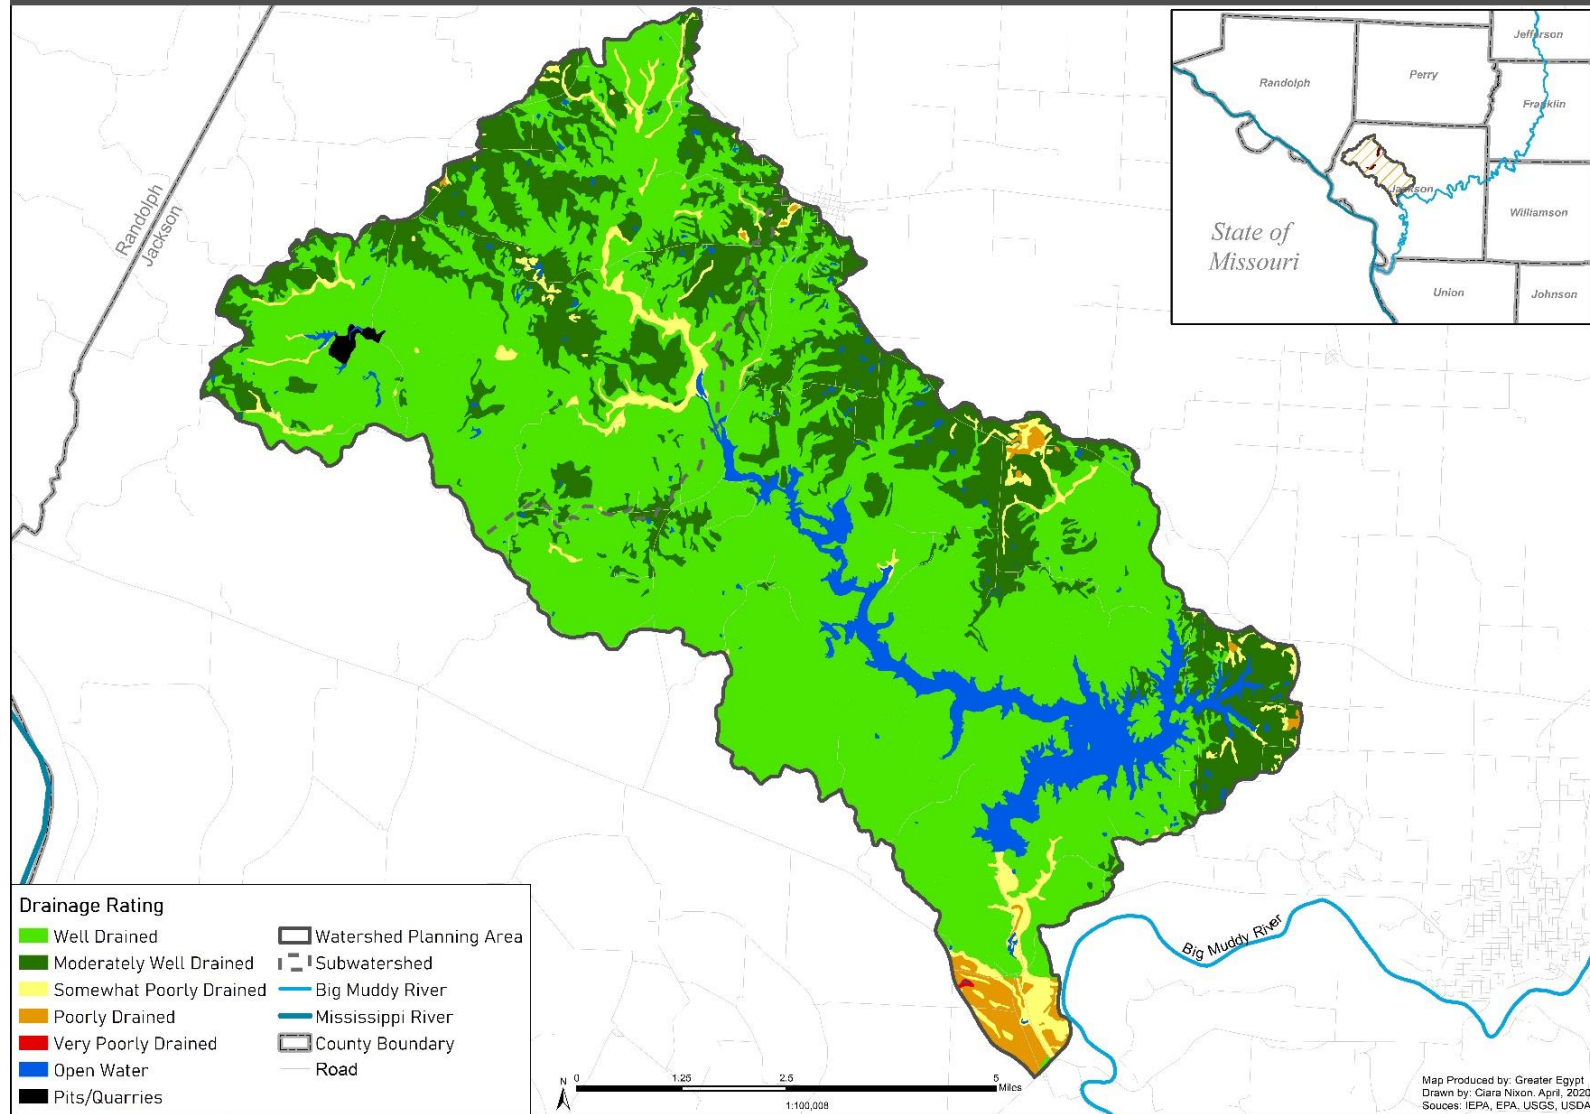 Randolph
Jackson
Jefferson
Randolph
Perry
Franklin
Jackson
Williamson
State of
Missouri
Union
Johnson
Big Muddy River
Drainage Rating
Well Drained
Moderately Well Drained
Somewhat Poorly Drained
Poorly Drained
Very Poorly Drained
Open Water
Pits/Quarries
Watershed Planning Area
Subwatershed
Big Muddy River
Mississippi River
County Boundary
Road
N
0 1.25 2.5 5
Miles
1:100,008
Map Produced by: Greater Egypt
Drawn by: Ciara Nixon. April, 2020
Souces: IEPA, EPA, USGS, USDA